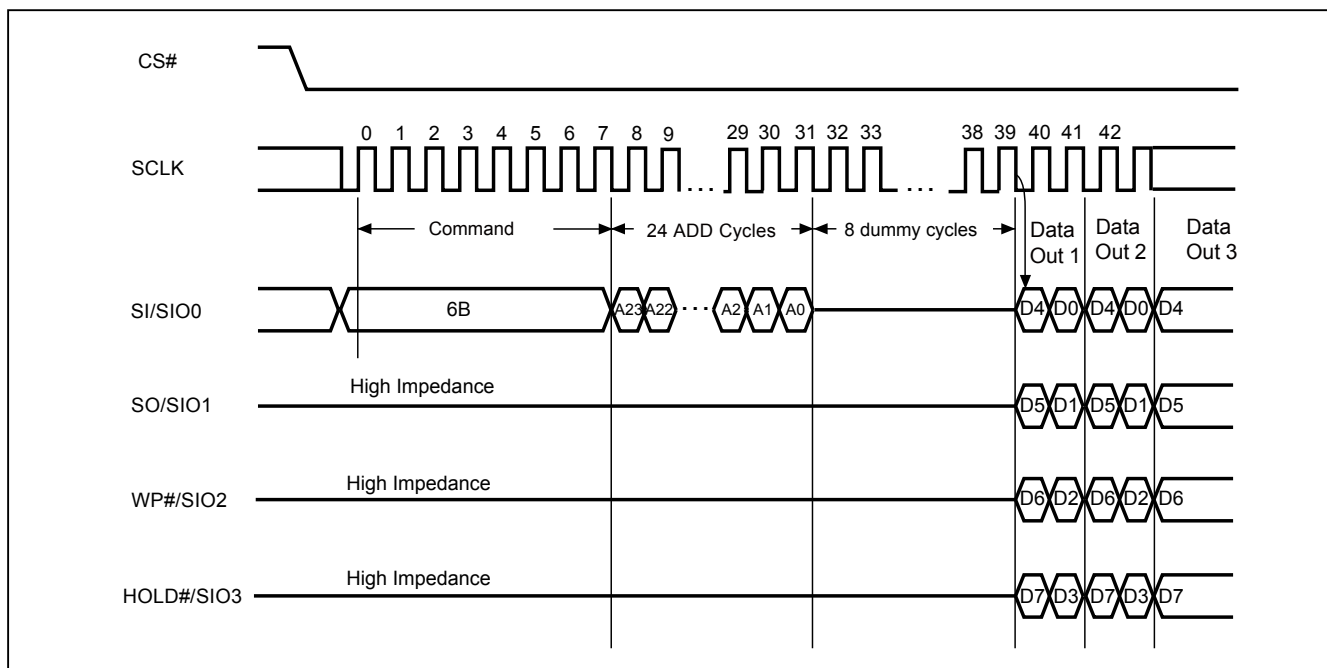 CS#
0 1 2 3 4 5 6 7 8 9 29 30 31 32 33 38 39 40 41 42
SCLK
... ...
Command 24 ADD Cycles 8 dummy cycles Data Out 1 Data Out 2 Data Out 3
SI/SIO0 6B A23 A22 ... A2 A1 A0 D4 D0 D4 D0 D4
High Impedance
SO/SIO1 D5 D1 D5 D1 D5
High Impedance
WP#/SIO2 D6 D2 D6 D2 D6
High Impedance
HOLD#/SIO3 D7 D3 D7 D3 D7